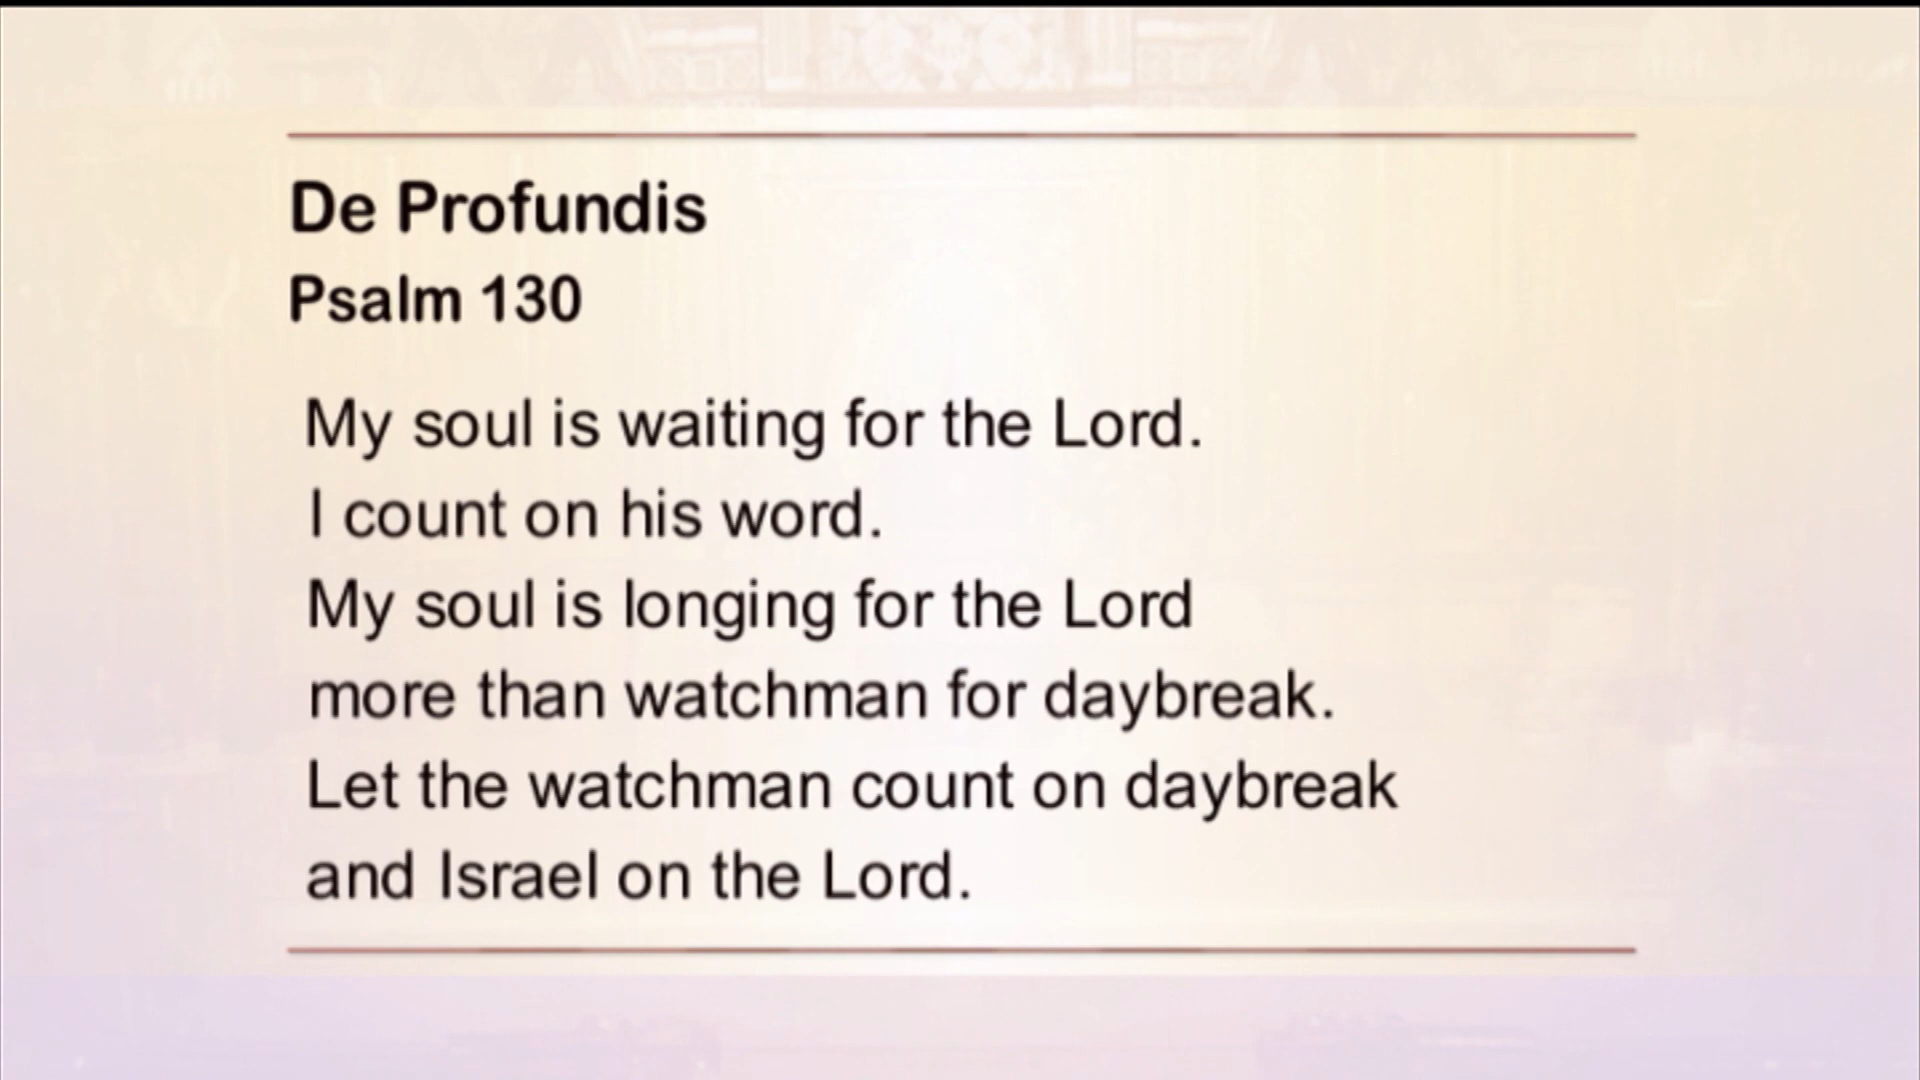 De Profundis
Psalm 130
My soul is waiting for the Lord.
I count on his word.
My soul is longing for the Lord
more than watchman for daybreak.
Let the watchman count on daybreak
and Israel on the Lord.